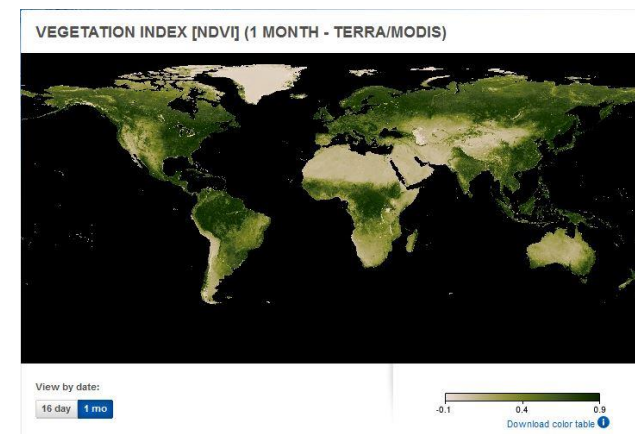 VEGETATION INDEX [NDVI] (1 MONTH - TERRA/MODIS)
View by date:
16 day 1 mo
-0.1 0.4 0.9
Download color table i